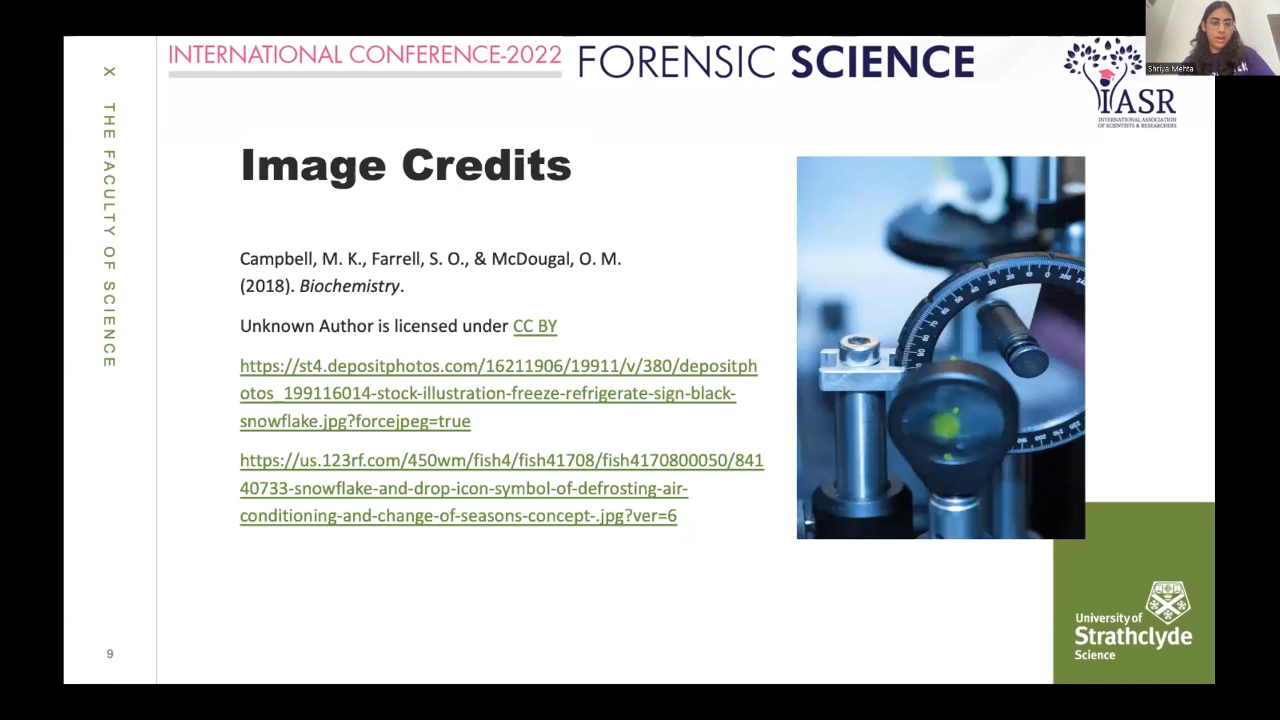 INTERNATIONAL CONFERENCE-2022 FORENSIC SCIENCE
Shriya Mehta
IASR
INTERNATIONAL ASSOCIATION
OF SCIENTISTS & RESEARCHERS
X THE FACULTY OF SCIENCE
Image Credits
Campbell, M. K., Farrell, S. O., & McDougal, O. M.
(2018). Biochemistry.
Unknown Author is licensed under CC BY
https://st4.depositphotos.com/16211906/19911/v/380/depositph
otos_199116014-stock-illustration-freeze-refrigerate-sign-black-
snowflake.jpg?forcejpeg=true
https://us.123rf.com/450wm/fish4/fish41708/fish4170800050/841
40733-snowflake-and-drop-icon-symbol-of-defrosting-air-
conditioning-and-change-of-seasons-concept-.jpg?ver=6
University of
Strathclyde
Science
9